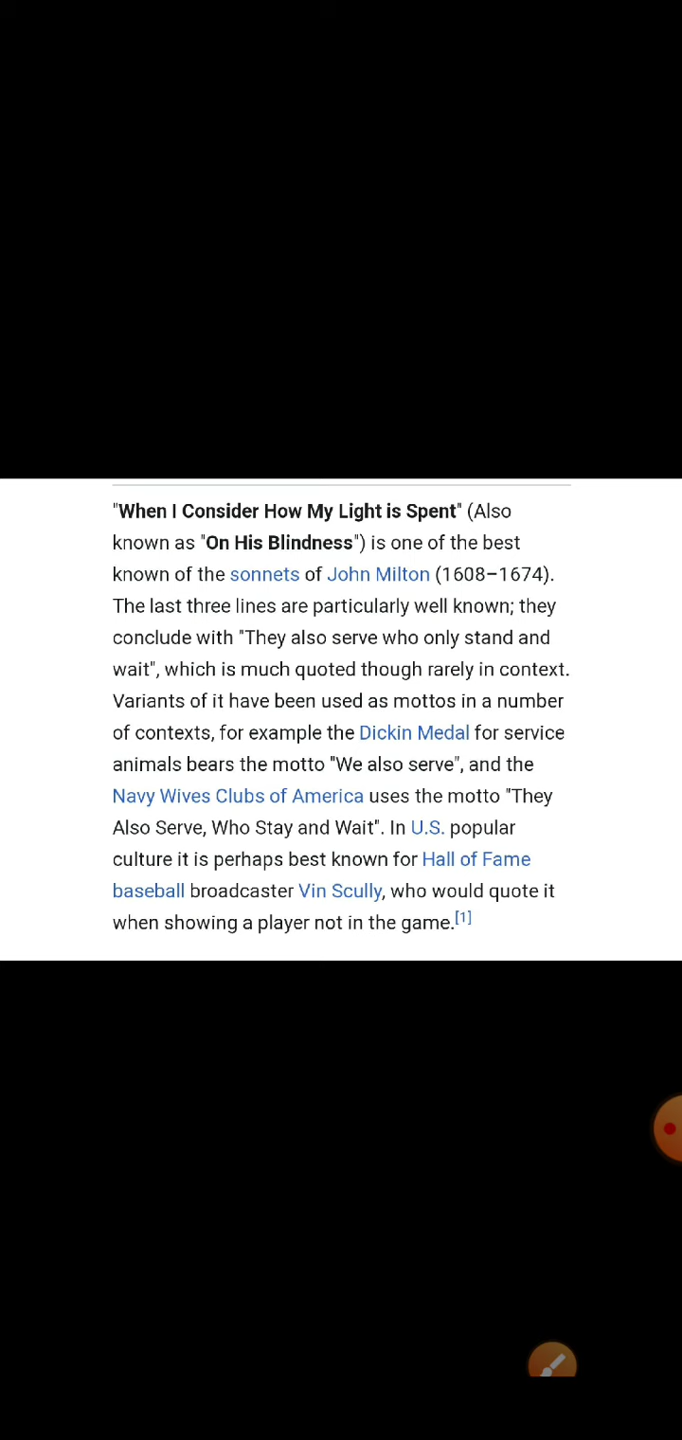 "When I Consider How My Light is Spent" (Also
known as "On His Blindness") is one of the best
known of the sonnets of John Milton (1608–1674).
The last three lines are particularly well known; they
conclude with "They also serve who only stand and
wait", which is much quoted though rarely in context.
Variants of it have been used as mottos in a number
of contexts, for example the Dickin Medal for service
animals bears the motto "We also serve", and the
Navy Wives Clubs of America uses the motto "They
Also Serve, Who Stay and Wait". In U.S. popular
culture it is perhaps best known for Hall of Fame
baseball broadcaster Vin Scully, who would quote it
when showing a player not in the game.[1]